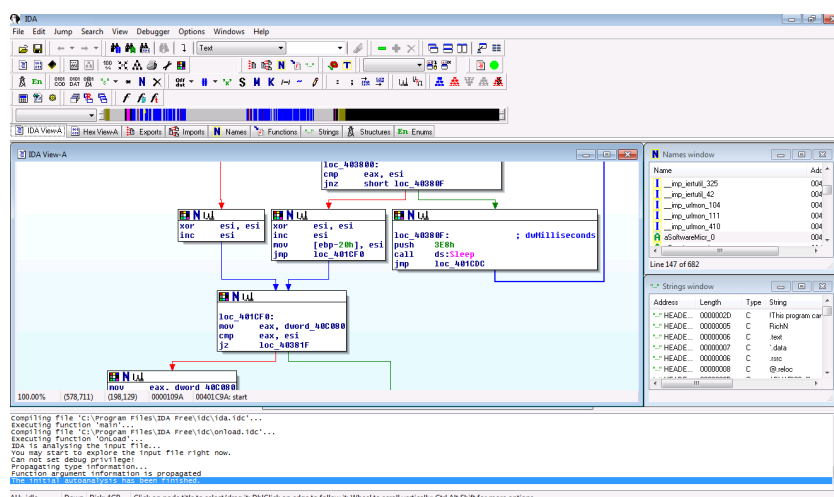 IDA
File Edit Jump Search View Debugger Options Windows Help
Text
En
IDA View-A Hex View-A Exports Imports N Names Functions Strings Structures En Enums
IDA View-A
loc_403800:
cmp eax, esi
jnz short loc_40380F
xor esi, esi
inc esi
xor esi, esi
inc esi
mov [ebp-20h], esi
jmp loc_401CF0
loc_40380F: ; dwMilliseconds
push 3E8h
call ds:Sleep
jmp loc_401CDC
loc_401CF0:
mov eax, dword_40C080
cmp eax, esi
jz loc_40381F
mov eax, dword_40C080
100.00% (578,711) (198,129) 0000109A 00401C9A: start
Names window
Name
__imp_iertutil_325 004
__imp_iertutil_42 004
__imp_urlmon_104 004
__imp_urlmon_111 004
__imp_urlmon_410 004
aSoftwareMicr_0 004
Line 147 of 682
Strings window
Address Length Type String
HEADE... 0000002D C !This program can
HEADE... 00000005 C RichN
HEADE... 00000006 C .text
HEADE... 00000007 C `.data
HEADE... 00000006 C .rsrc
HEADE... 00000008 C @.reloc
Compiling file 'C:\Program Files\IDA Free\idc\ida.idc'...
Executing function 'main'...
Compiling file 'C:\Program Files\IDA Free\idc\onload.idc'...
Executing function 'OnLoad'...
IDA is analysing the input file...
You may start to explore the input file right now.
Can not set debug privilege!
Propagating type information...
Function argument information is propagated
The initial autoanalysis has been finished.